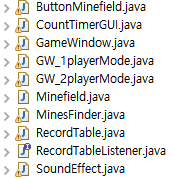 ButtonMinefield.java
CountTimerGUI.java
GameWindow.java
GW_1playerMode.java
GW_2playerMode.java
Minefield.java
MinesFinder.java
RecordTable.java
RecordTableListener.java
SoundEffect.java